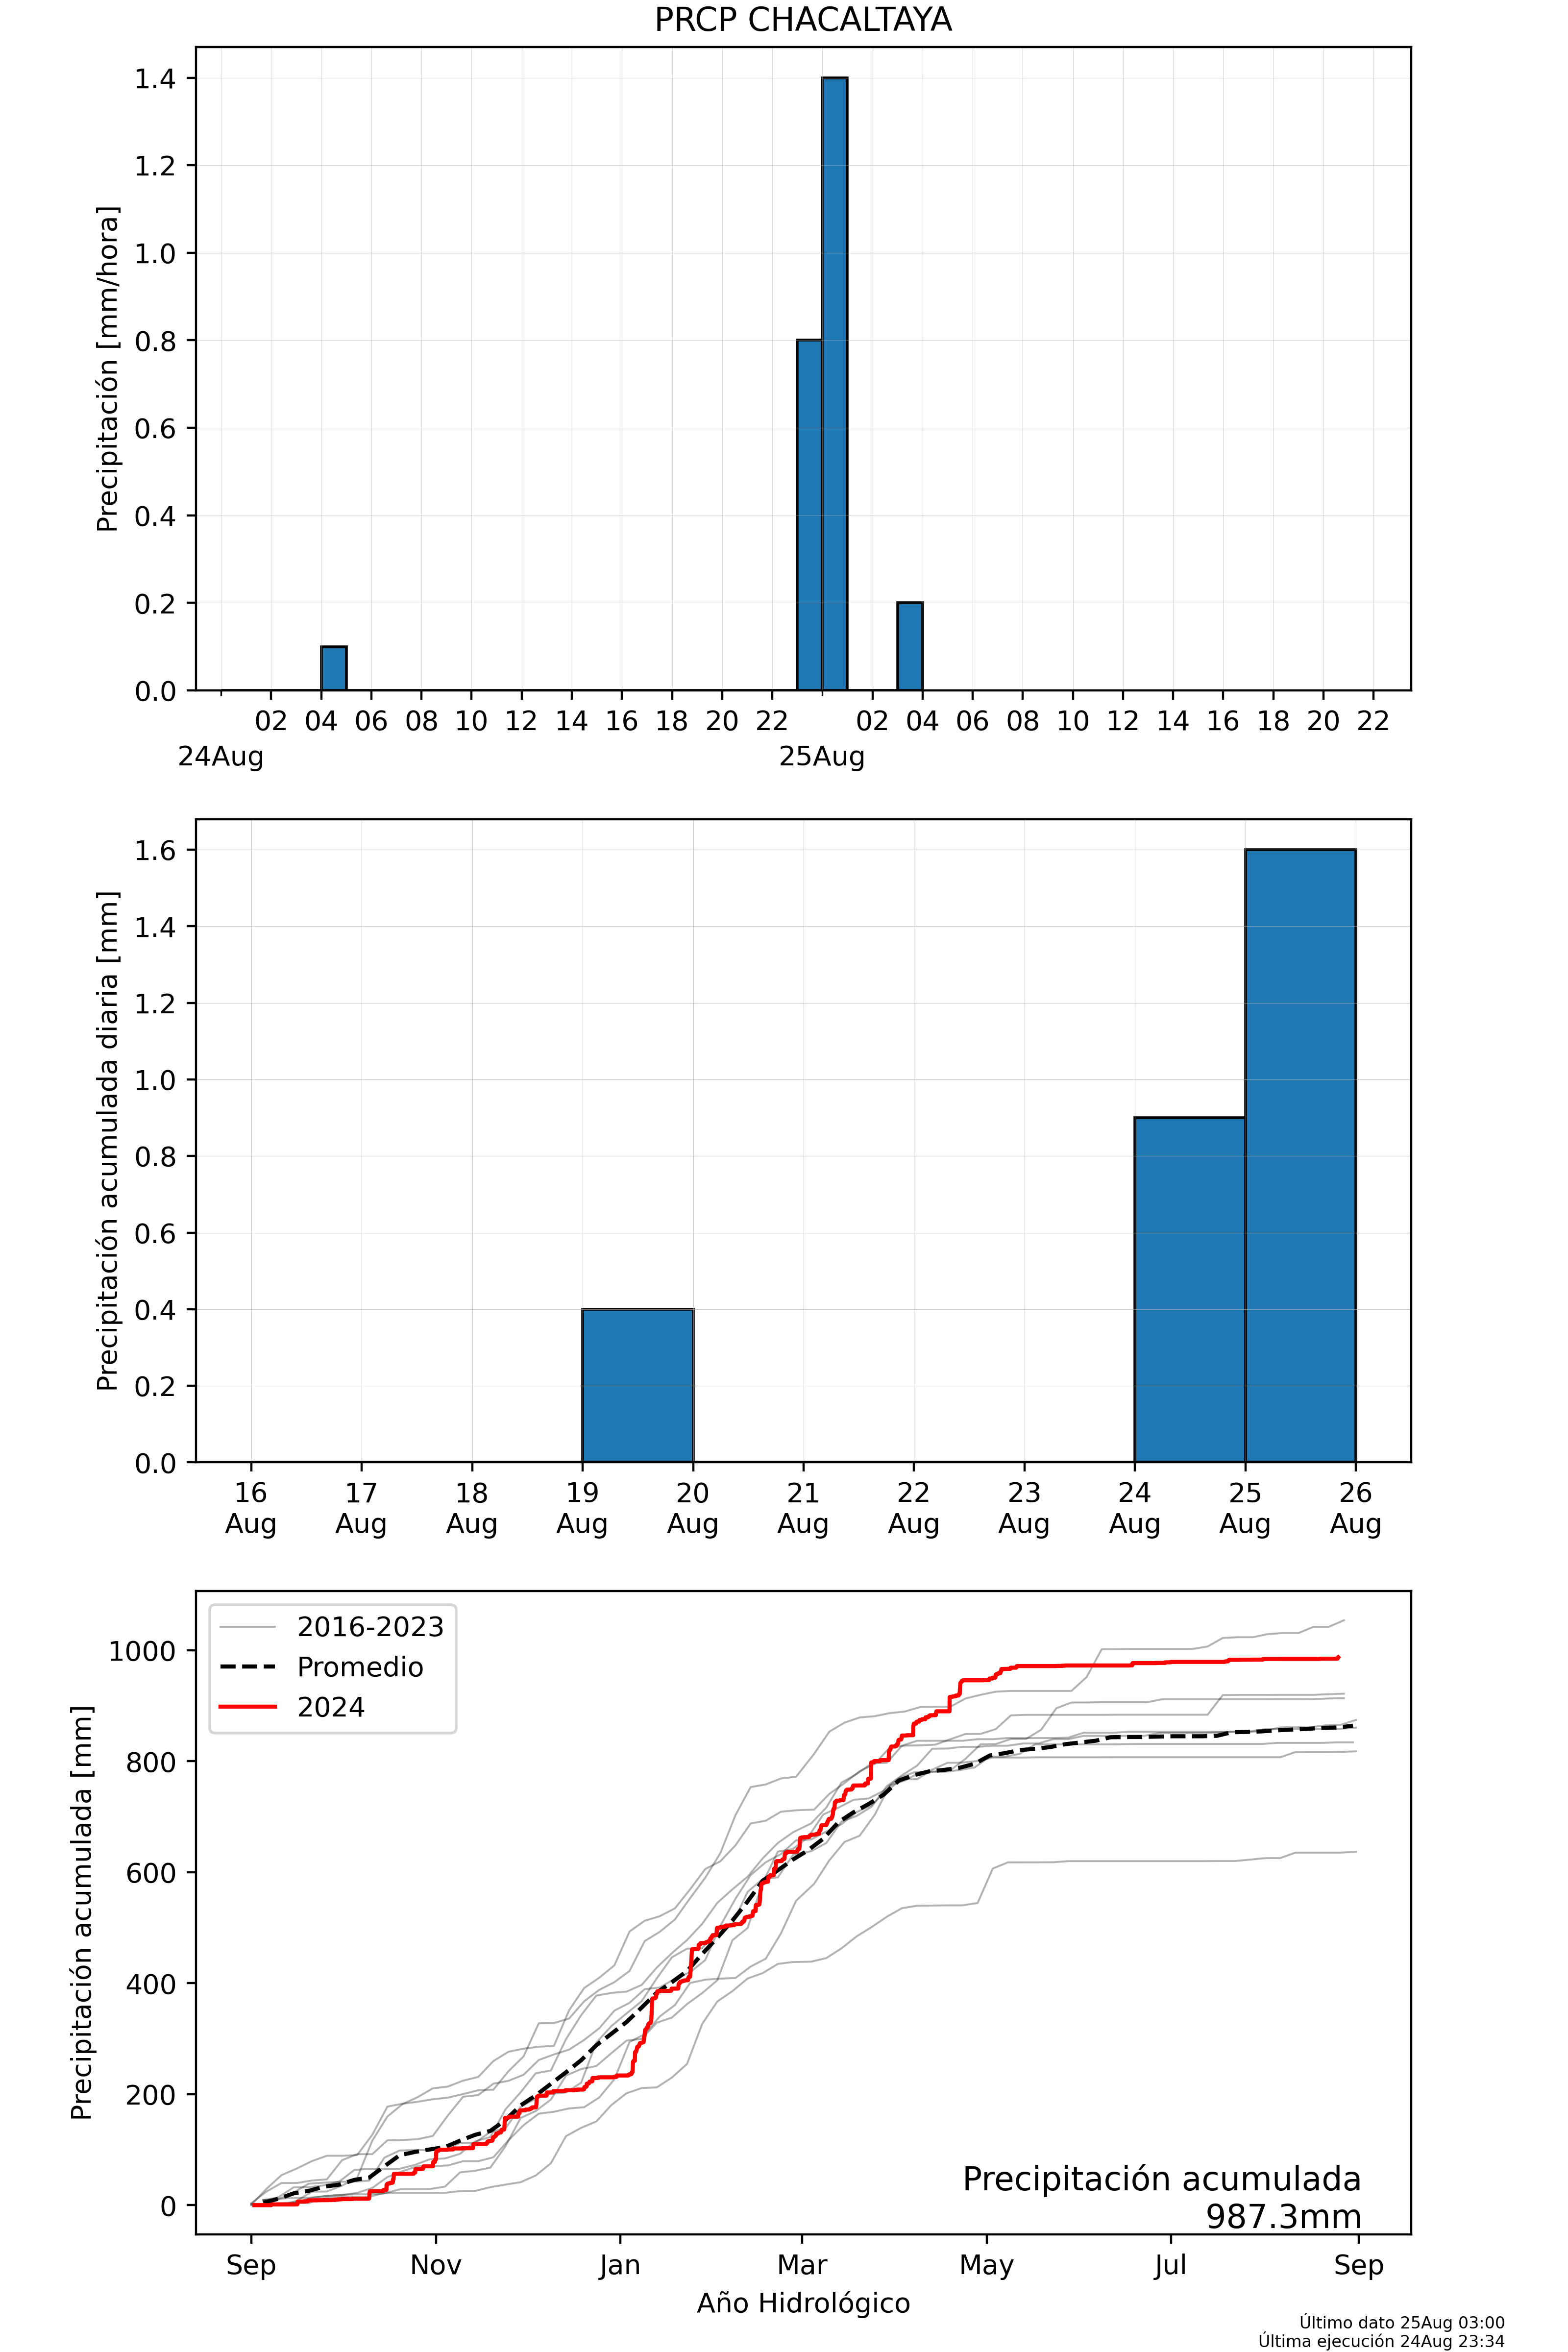 PRCP CHACALTAYA
Precipitación [mm/hora]
1.4
1.2
1.0
0.8
0.6
0.4
0.2
0.0
02 04 06 08 10 12 14 16 18 20 22 02 04 06 08 10 12 14 16 18 20 22
24Aug 25Aug
Precipitación acumulada diaria [mm]
1.6
1.4
1.2
1.0
0.8
0.6
0.4
0.2
0.0
16 17 18 19 20 21 22 23 24 25 26
Aug Aug Aug Aug Aug Aug Aug Aug Aug Aug Aug
Precipitación acumulada [mm]
1000
800
600
400
200
0
2016-2023
Promedio
2024
Precipitación acumulada
987.3mm
Sep Nov Jan Mar May Jul Sep
Año Hidrológico
Último dato 25Aug 03:00
Última ejecución 24Aug 23:34